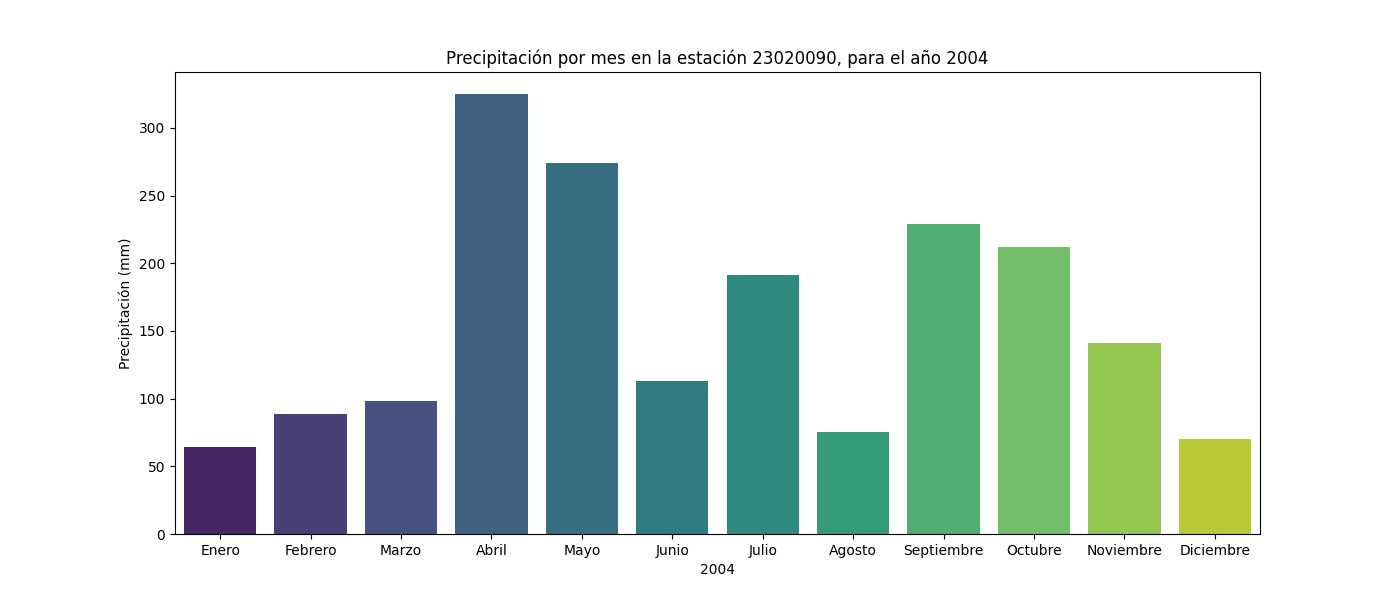 Precipitación por mes en la estación 23020090, para el año 2004
Precipitación (mm)
300
250
200
150
100
50
0
Enero Febrero Marzo Abril Mayo Junio Julio Agosto Septiembre Octubre Noviembre Diciembre
2004